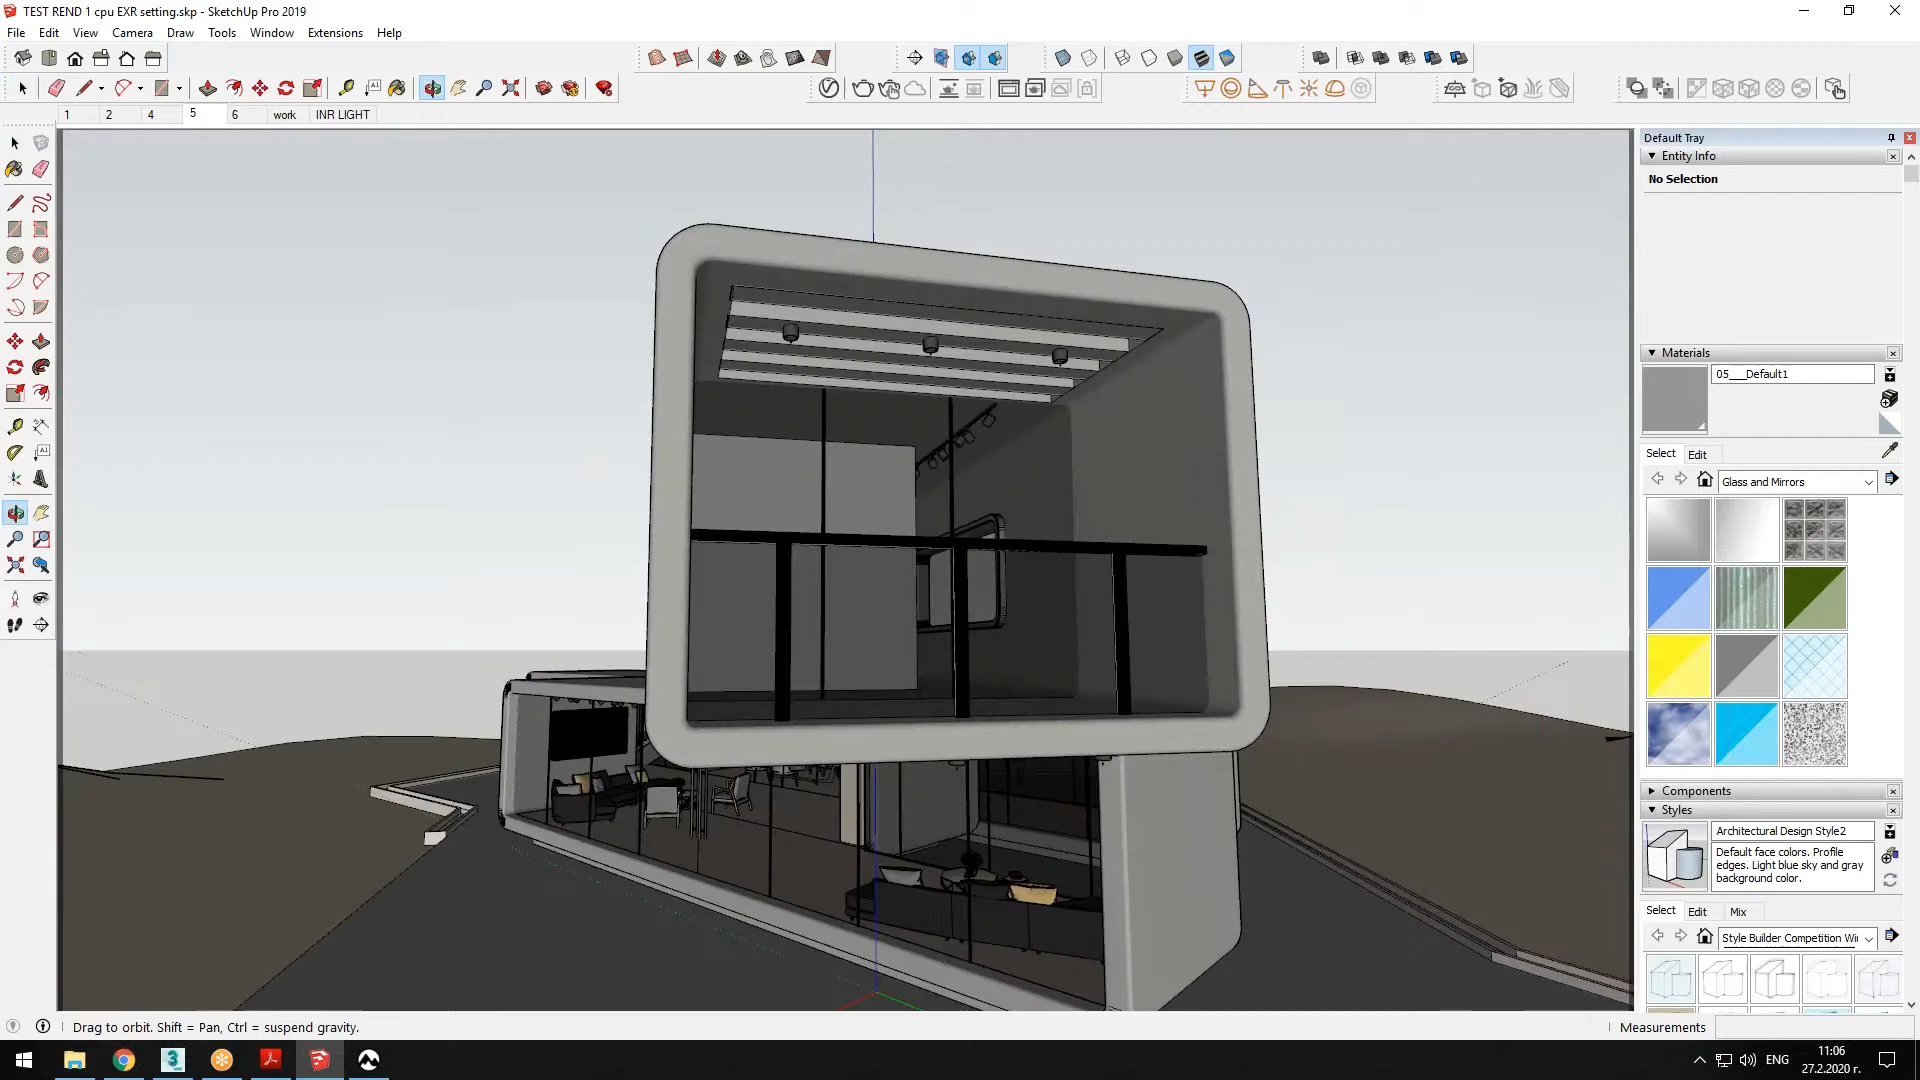 TEST REND 1 cpu EXR setting.skp - SketchUp Pro 2019
File Edit View Camera Draw Tools Window Extensions Help
1 2 4 5 6 work INR LIGHT
Default Tray
Entity Info
No Selection
Materials
05___Default1
Select Edit
Glass and Mirrors
Components
Styles
Architectural Design Style2
Default face colors. Profile
edges. Light blue sky and gray
background color.
Select Edit Mix
Style Builder Competition Wi
Drag to orbit. Shift = Pan, Ctrl = suspend gravity.
Measurements
ENG
11:06
27.2.2020 г.